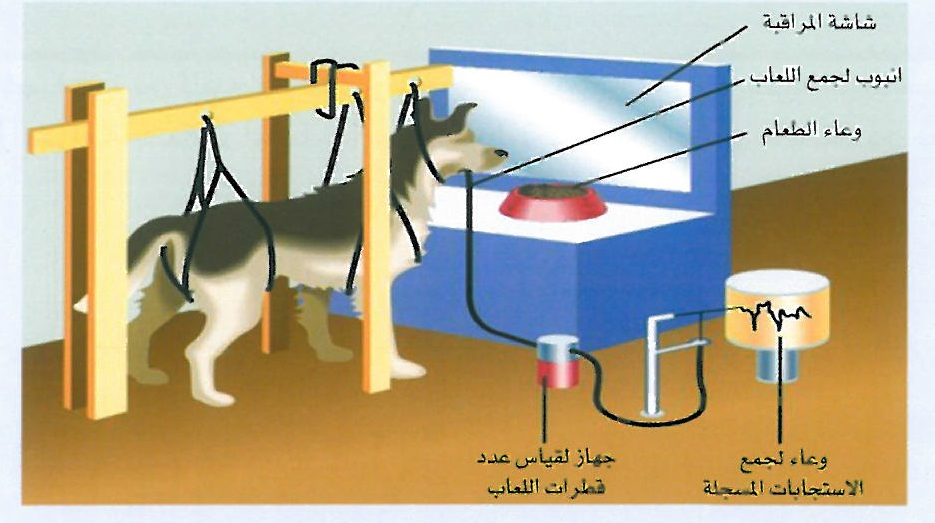 شاشة المراقبة
انبوب لجمع اللعاب
وعاء الطعام
جهاز لقياس عدد
قطرات اللعاب
وعاء لجمع
الاستجابات المسجلة